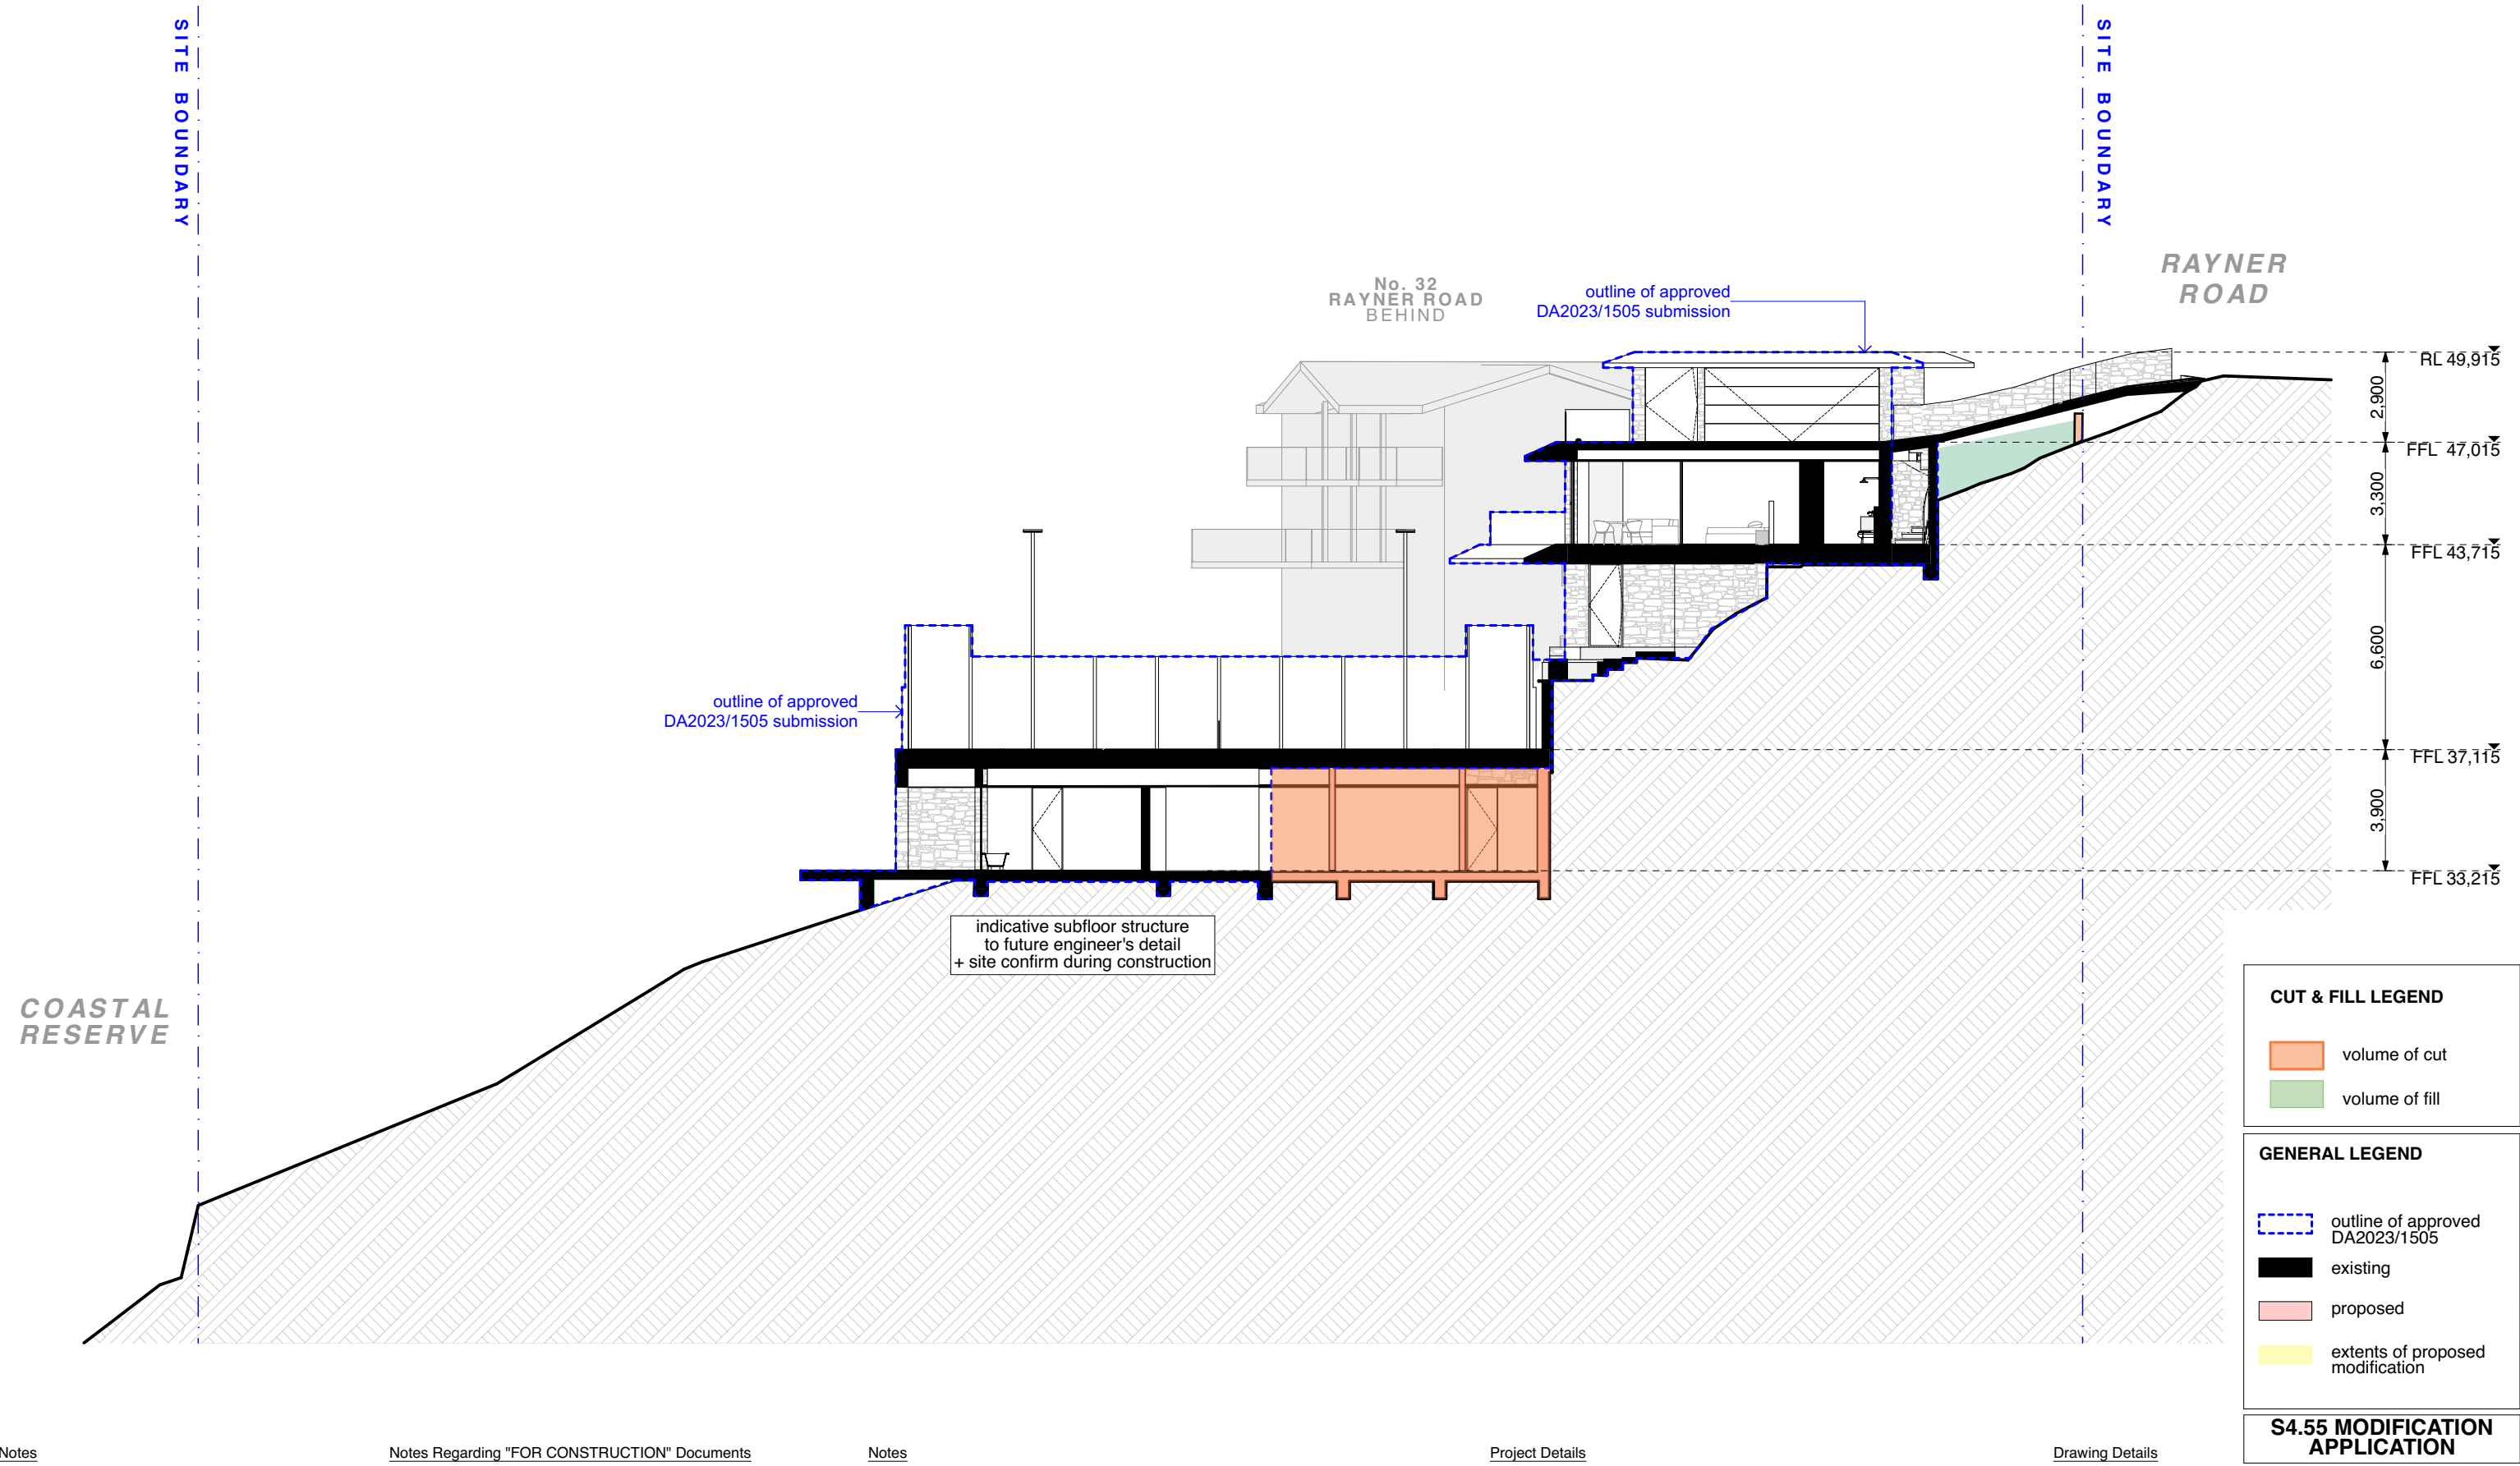 SITE BOUNDARY
SITE BOUNDARY
RAYNER
ROAD
No. 32
RAYNER ROAD
BEHIND
outline of approved
DA2023/1505 submission
RL 49,915
2,900
FFL 47,015
3,300
FFL 43,715
6,600
outline of approved
DA2023/1505 submission
FFL 37,115
3,900
FFL 33,215
indicative subfloor structure
to future engineer's detail
+ site confirm during construction
COASTAL
RESERVE
CUT & FILL LEGEND
volume of cut
volume of fill
GENERAL LEGEND
outline of approved
DA2023/1505
existing
proposed
extents of proposed
modification
S4.55 MODIFICATION
APPLICATION
Notes
Notes Regarding "FOR CONSTRUCTION" Documents
Notes
Project Details
Drawing Details